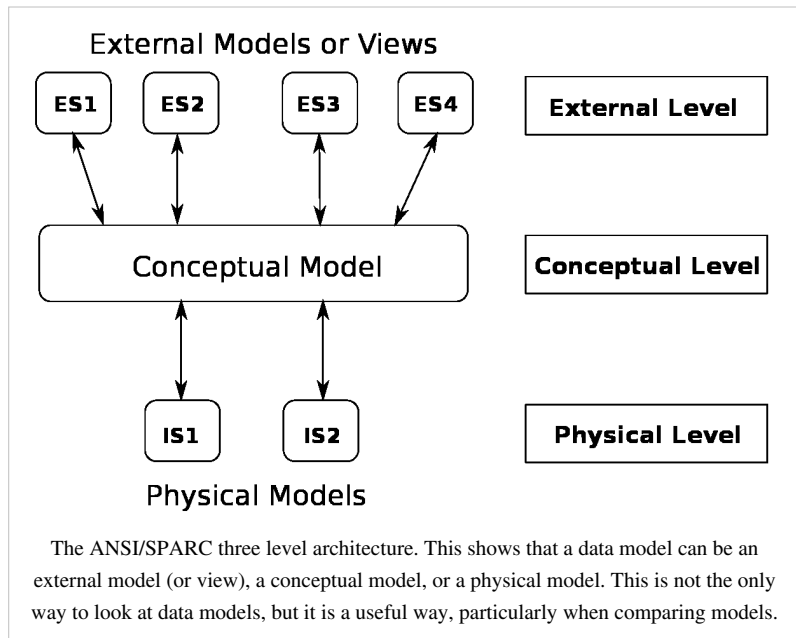 External Models or Views
ES1 ES2 ES3 ES4 External Level
Conceptual Model Conceptual Level
IS1 IS2 Physical Level
Physical Models
The ANSI/SPARC three level architecture. This shows that a data model can be an
external model (or view), a conceptual model, or a physical model. This is not the only
way to look at data models, but it is a useful way, particularly when comparing models.